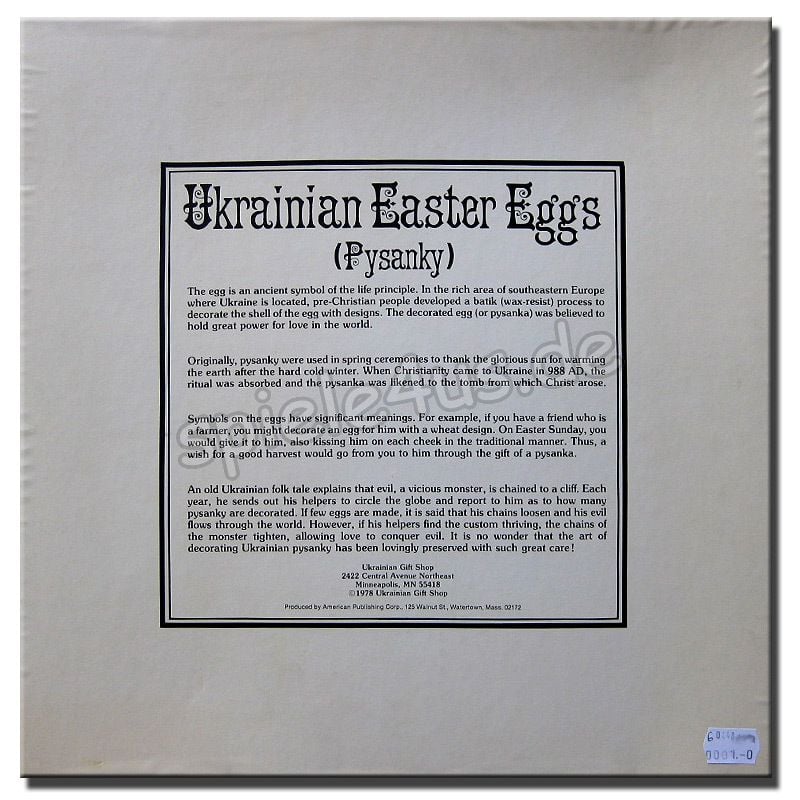 Ukrainian Easter Eggs
(Pysanky)
The egg is an ancient symbol of the life principle. In the rich area of southeastern Europe
where Ukraine is located, pre-Christian people developed a batik (wax-resist) process to
decorate the shell of the egg with designs. The decorated egg (or pysanka) was believed to
hold great power for love in the world.
Originally, pysanky were used in spring ceremonies to thank the glorious sun for warming
the earth after the hard cold winter. When Christianity came to Ukraine in 988 AD, the
ritual was absorbed and the pysanka was likened to the tomb from which Christ arose.
Symbols on the eggs have significant meanings. For example, if you have a friend who is
a farmer, you might decorate an egg for him with a wheat design. On Easter Sunday, you
would give it to him, also kissing him on each cheek in the traditional manner. Thus, a
wish for a good harvest would go from you to him through the gift of a pysanka.
An old Ukrainian folk tale explains that evil, a vicious monster, is chained to a cliff. Each
year, he sends out his helpers to circle the globe and report to him as to how many
pysanky are decorated. If few eggs are made, it is said that his chains loosen and his evil
flows through the world. However, if his helpers find the custom thriving, the chains of
the monster tighten, allowing love to conquer evil. It is no wonder that the art of
decorating Ukrainian pysanky has been lovingly preserved with such great care!
Ukrainian Gift Shop
2422 Central Avenue Northeast
Minneapolis, MN 55418
©1978 Ukrainian Gift Shop
Produced by American Publishing Corp., 125 Walnut St., Watertown, Mass. 02172
spiele4us.de
0001.-0